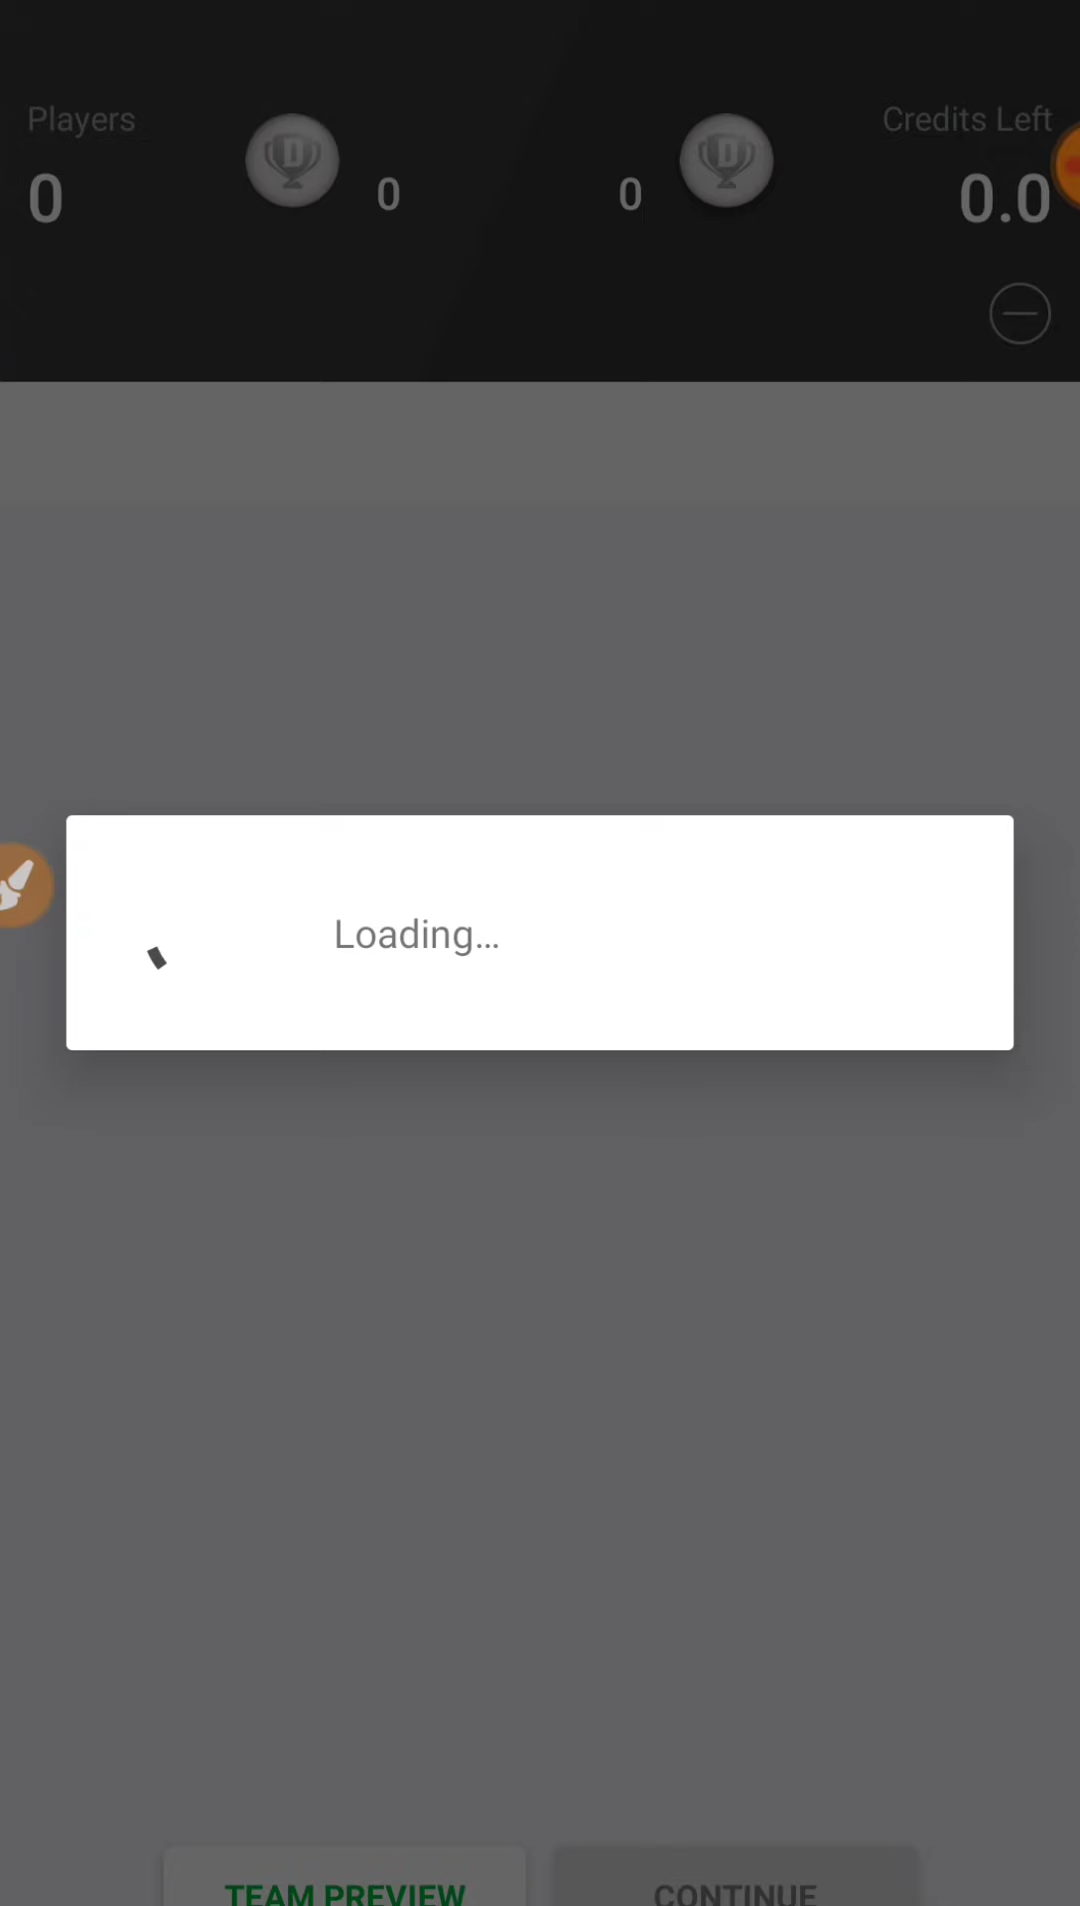 Players
Credits Left
0
D
0
0
D
0.0
Loading...
TEAM PREVIEW
CONTINUE